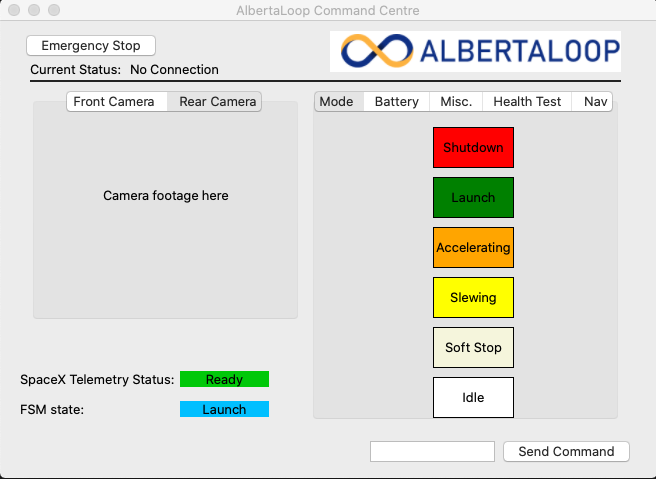 AlbertaLoop Command Centre
Emergency Stop
ALBERTALOOP
Current Status: No Connection
Front Camera Rear Camera
Mode Battery Misc. Health Test Nav
Camera footage here
Shutdown
Launch
Accelerating
Slewing
Soft Stop
Idle
SpaceX Telemetry Status: Ready
FSM state: Launch
Send Command